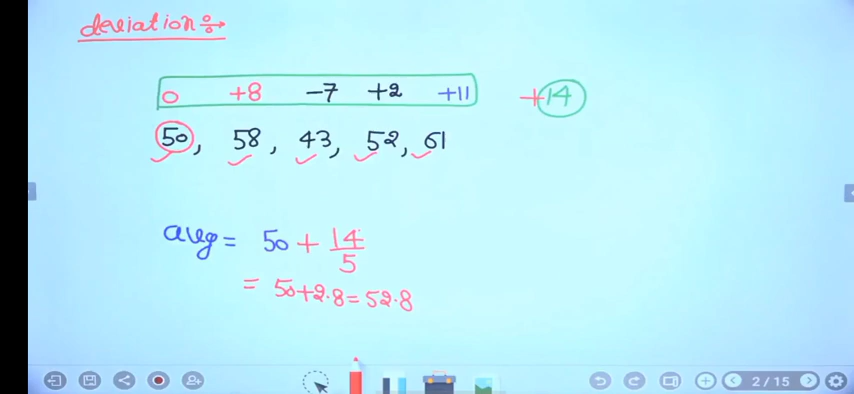 deviation:→
0 +8 -7 +2 +11 +14
50, 58, 43, 52, 61
avg = 50 + 14/5
= 50+2.8=52.8
2/15